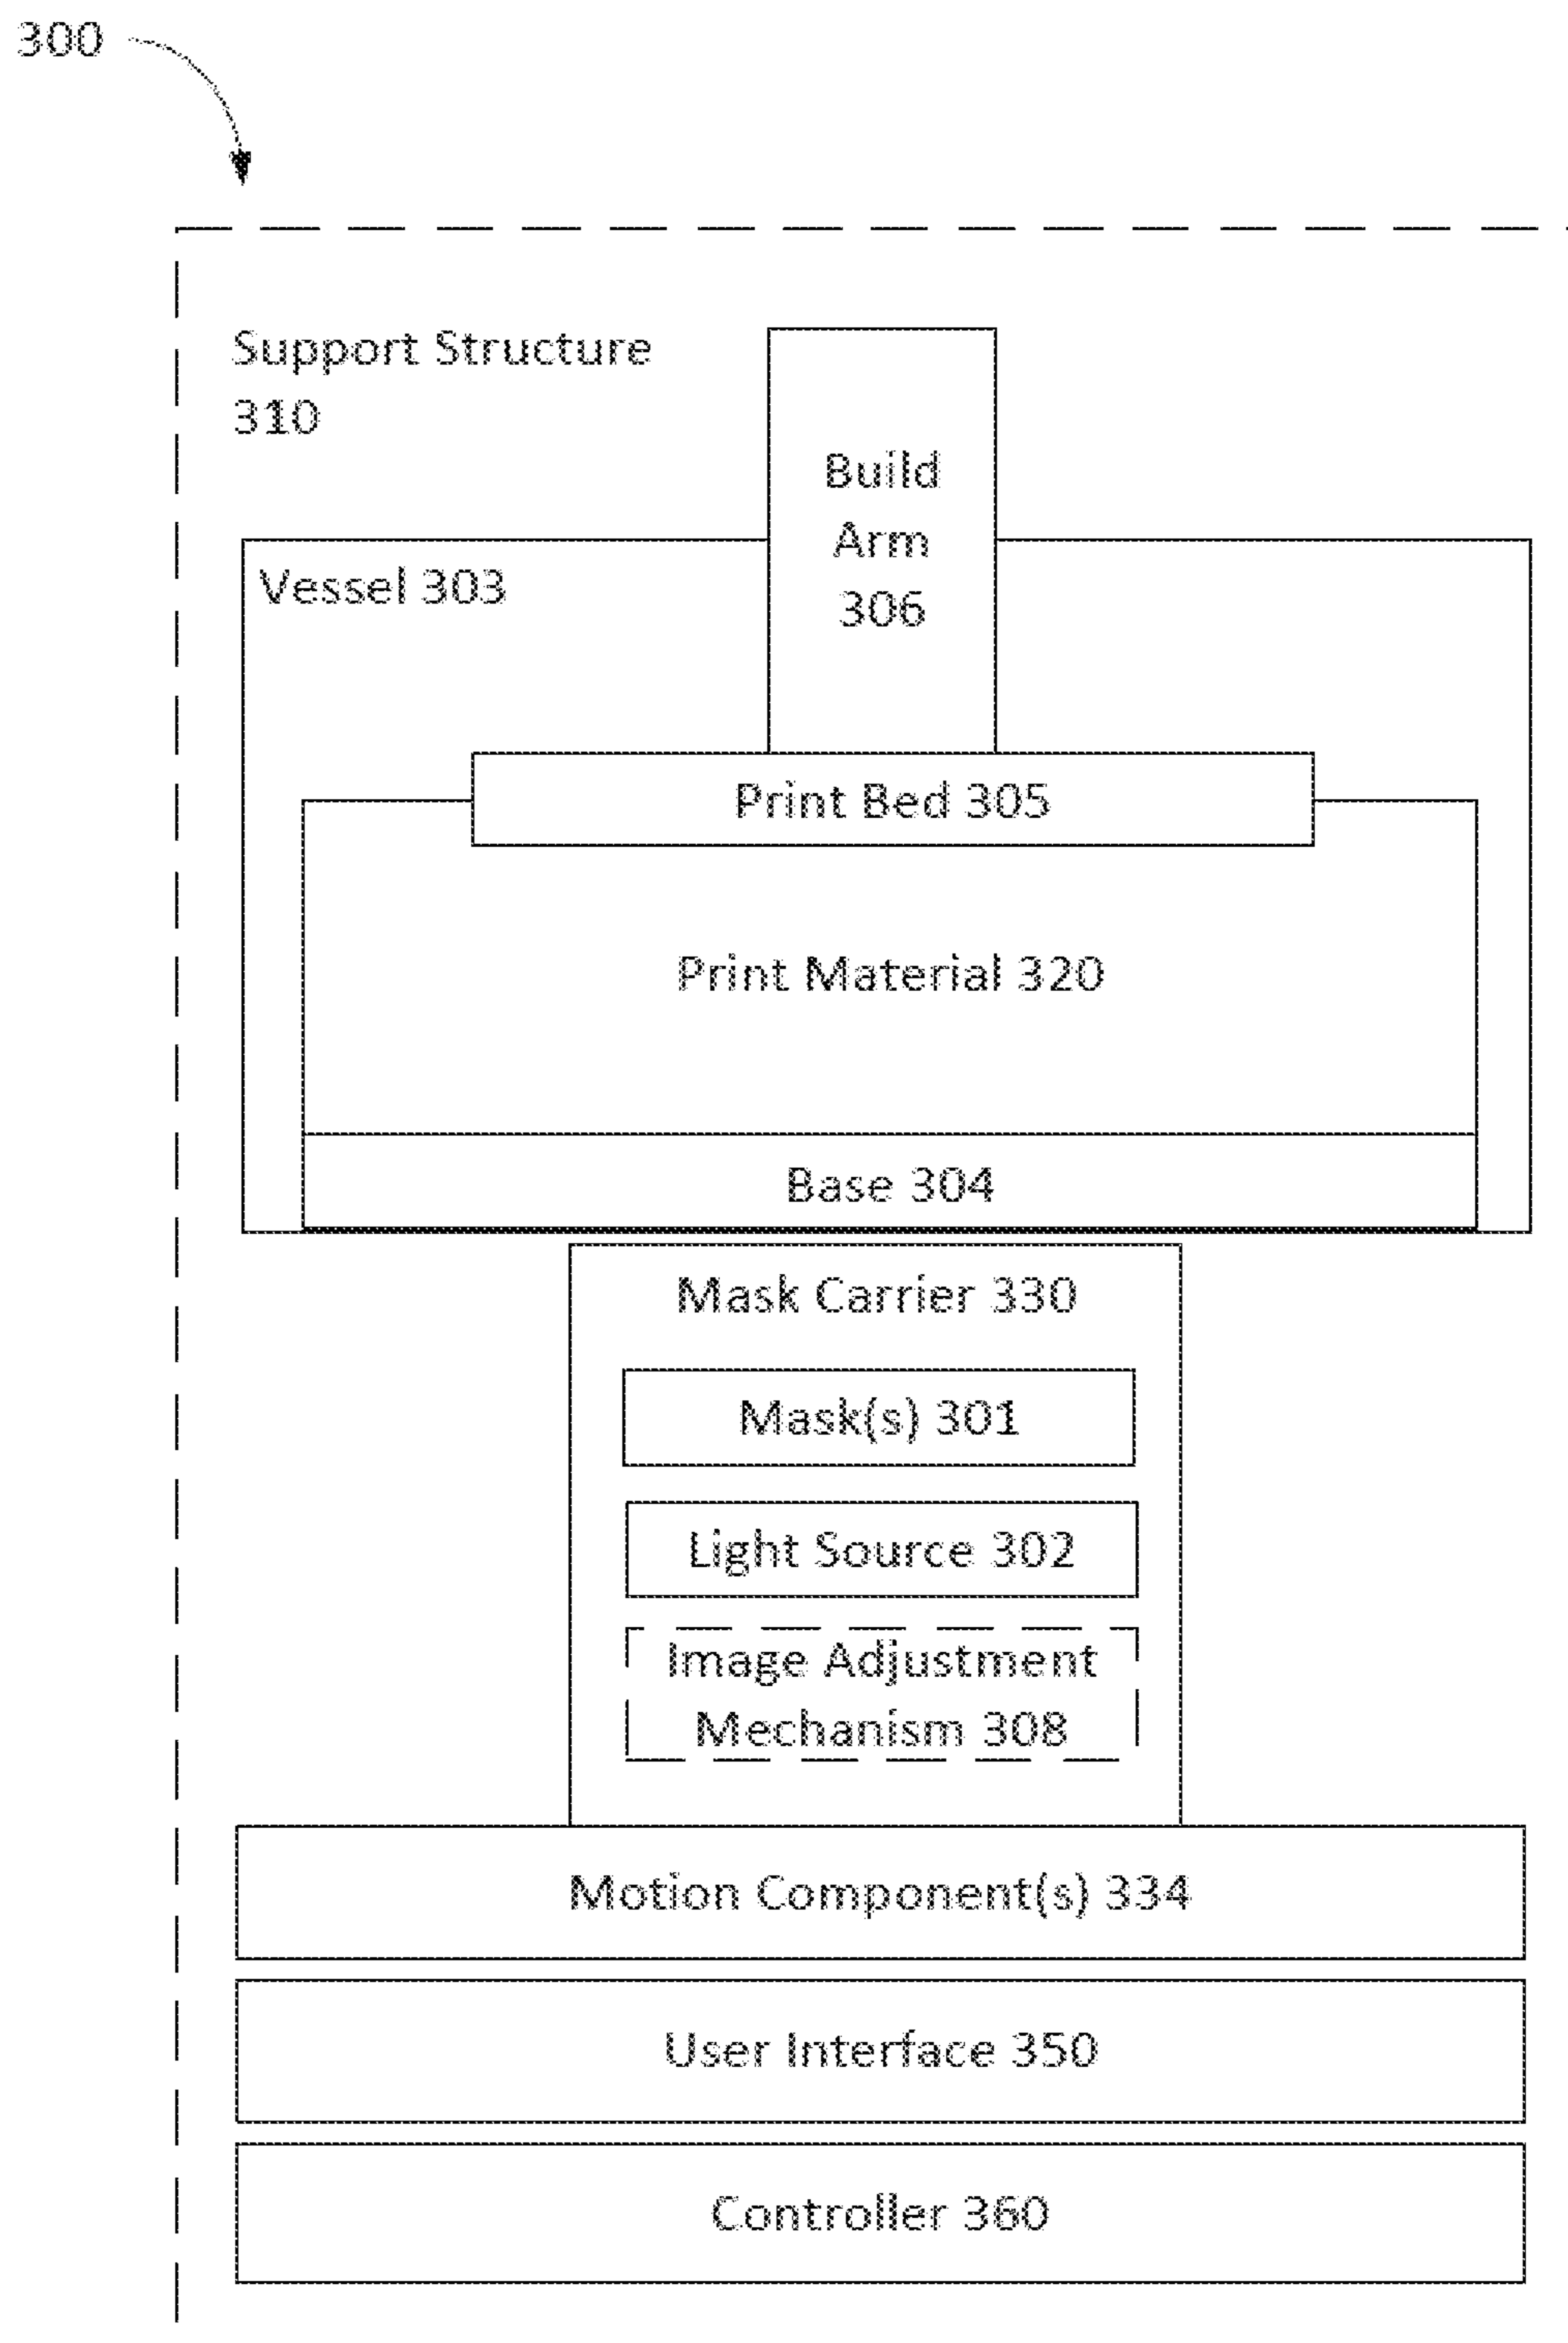 300
Support Structure
310
Build
Arm
306
Vessel 303
Print Bed 305
Print Material 320
Base 304
Mask Carrier 330
Mask(s) 301
Light Source 302
Image Adjustment
Mechanism 308
Motion Component(s) 334
User Interface 350
Controller 360